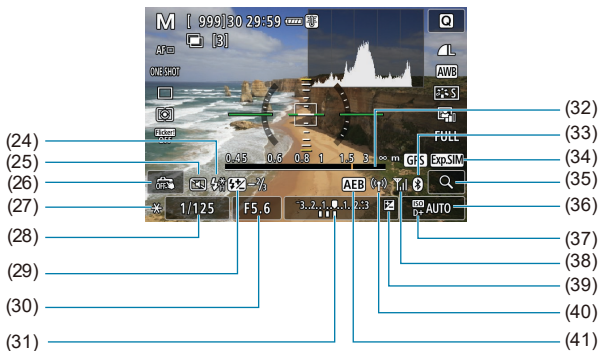 M [ 999]30 29:59
[3]
Q
AF
L
ONE SHOT
AWB
S
Flicker!
OFF
FULL
0.45 0.6 0.8 1 1.5 3 ∞ m
GPS Exp.SIM
OFF
-⅔
AEB
1/125
F5.6
-3..2..1..0..1..2..:3
ISO
D+
AUTO
(24)
(25)
(26)
(27)
(28)
(29)
(30)
(31)
(32)
(33)
(34)
(35)
(36)
(37)
(38)
(39)
(40)
(41)